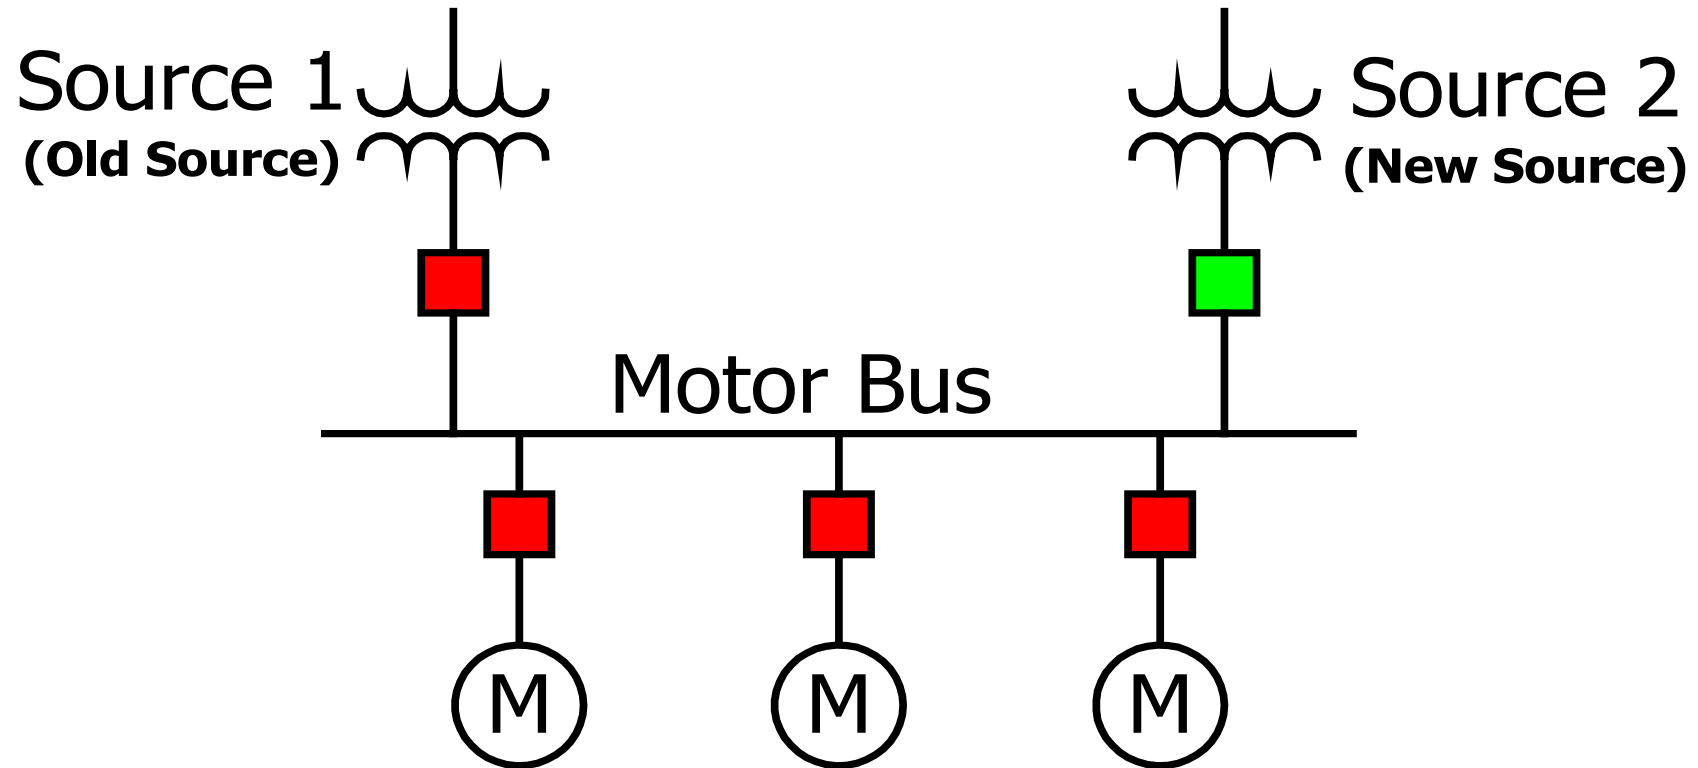 Source 1
(Old Source)
Source 2
(New Source)
Motor Bus
M
M
M